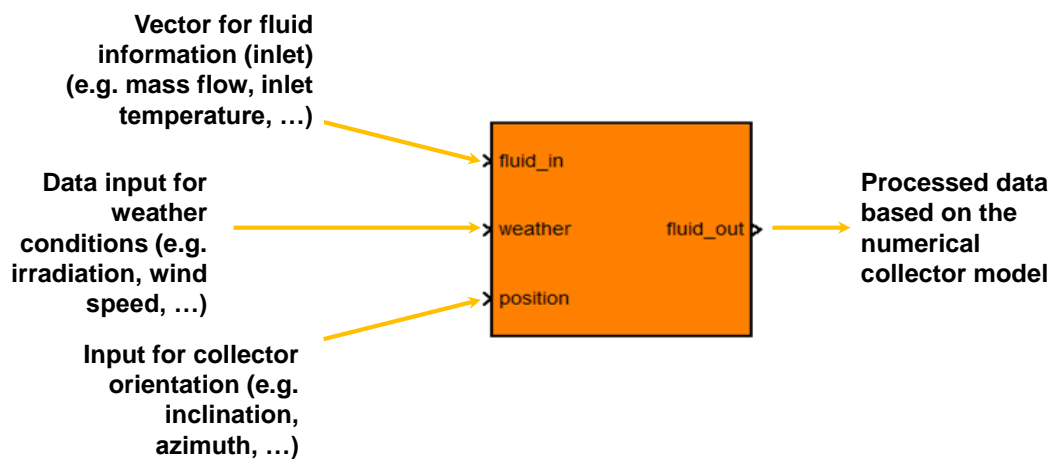 Vector for fluid
information (inlet)
(e.g. mass flow, inlet
temperature, …)
Data input for
weather
conditions (e.g.
irradiation, wind
speed, …)
Input for collector
orientation (e.g.
inclination,
azimuth, …)
fluid_in
weather
position
fluid_out
Processed data
based on the
numerical
collector model